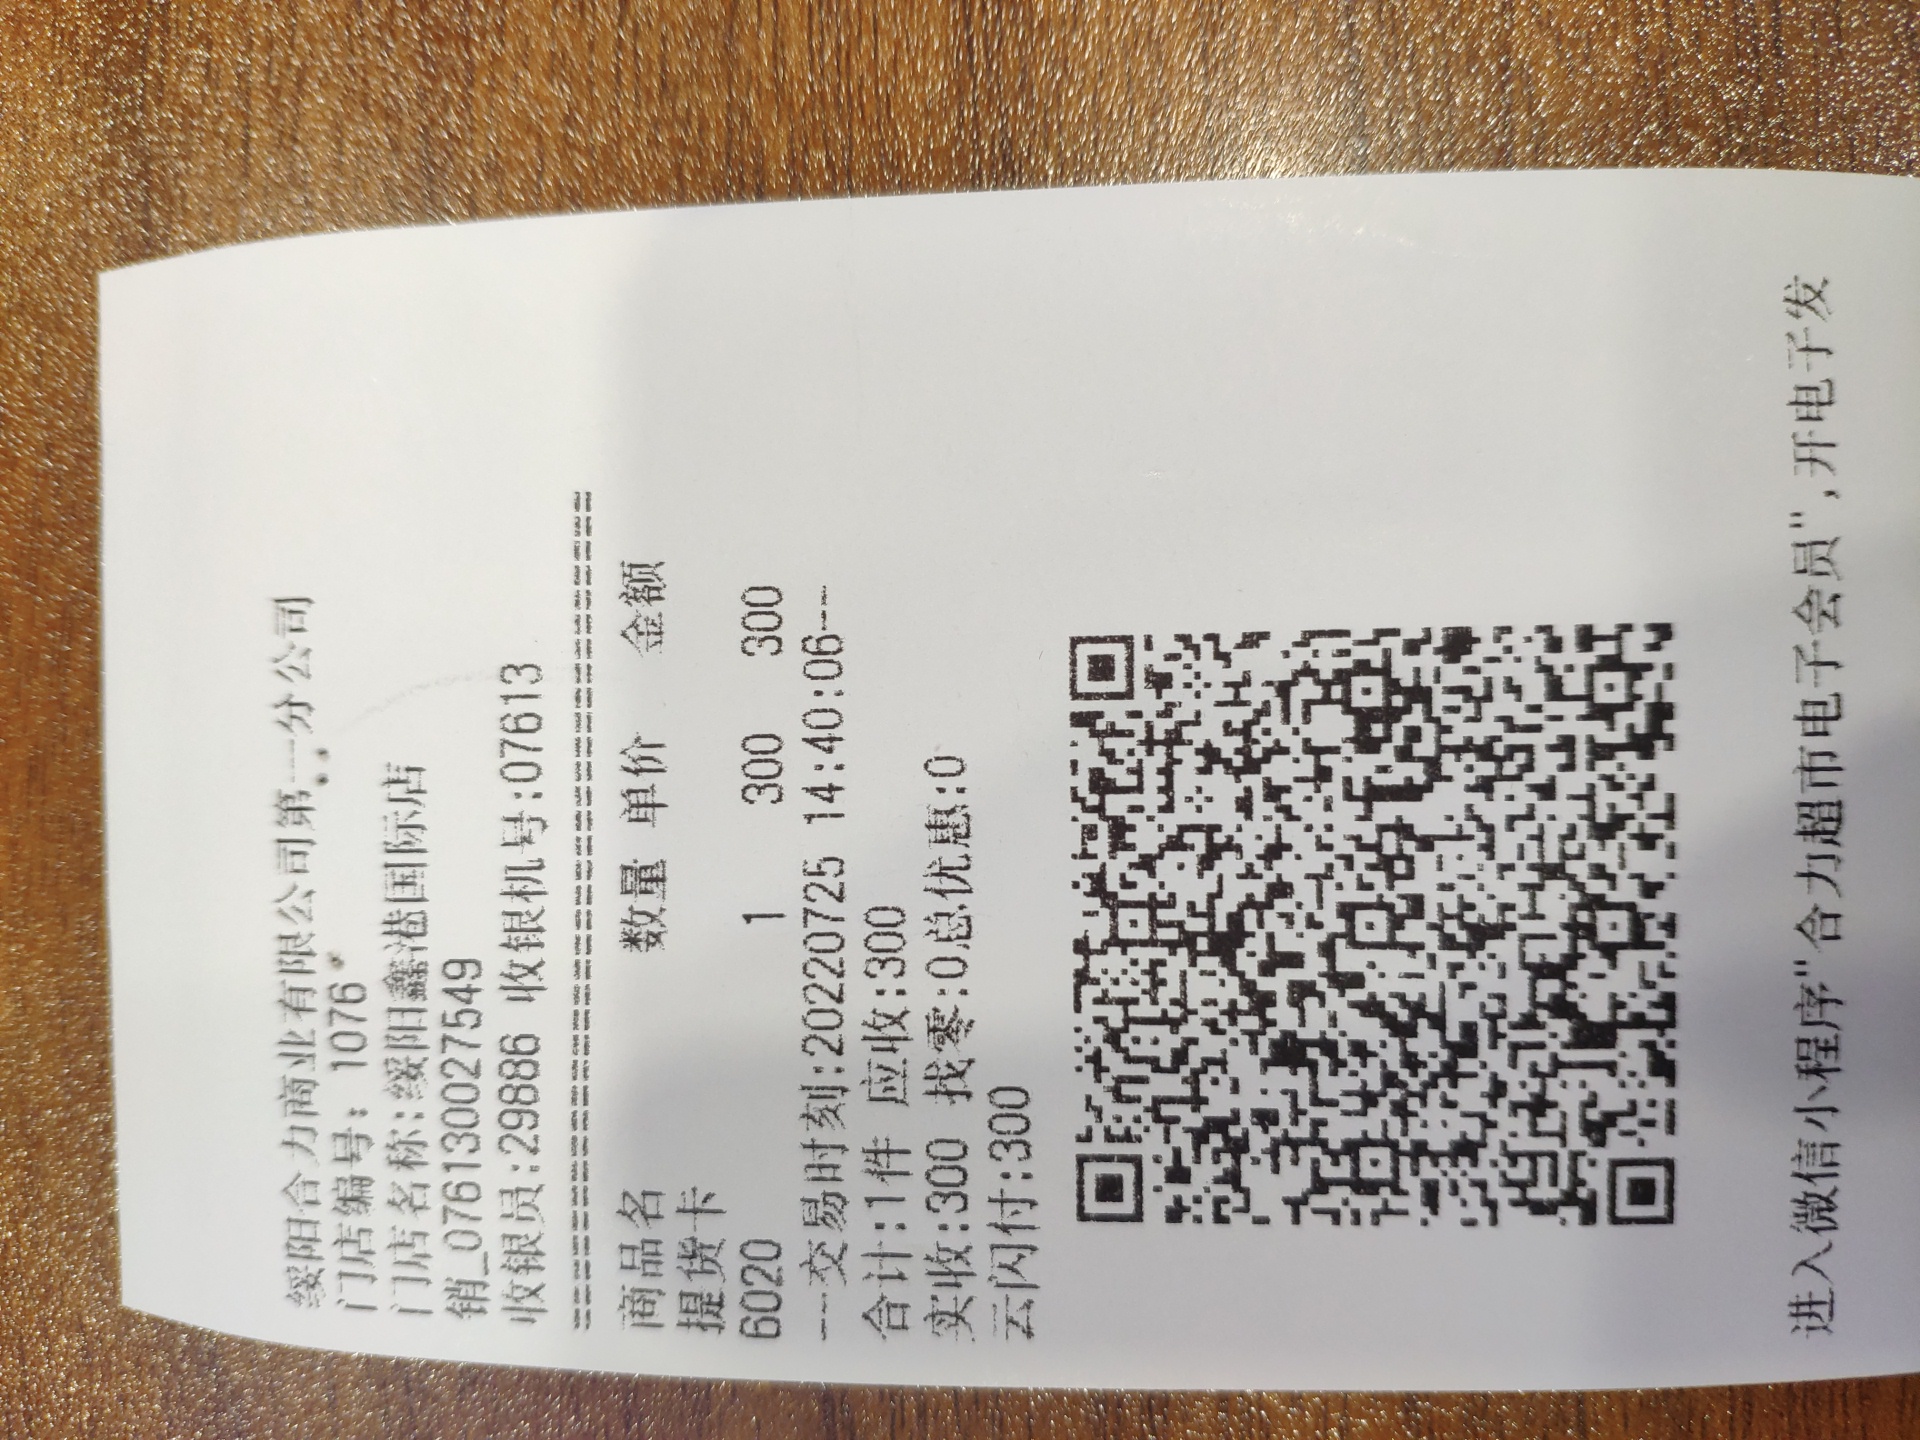 绥阳合力商业有限公司第一分公司
门店编号: 1076
门店名称:绥阳鑫港国际店
销_0761300275​49
收银员:29886 收银机号:07613
商品名 数量 单价 金额
提货卡
6020 1 300 300
---交易时刻:20220725 14:40:06---
合计:1件 应收:300
实收:300 找零:0总优惠:0
云闪付:300
进入微信小程序"合力超市电子会员",开电子发